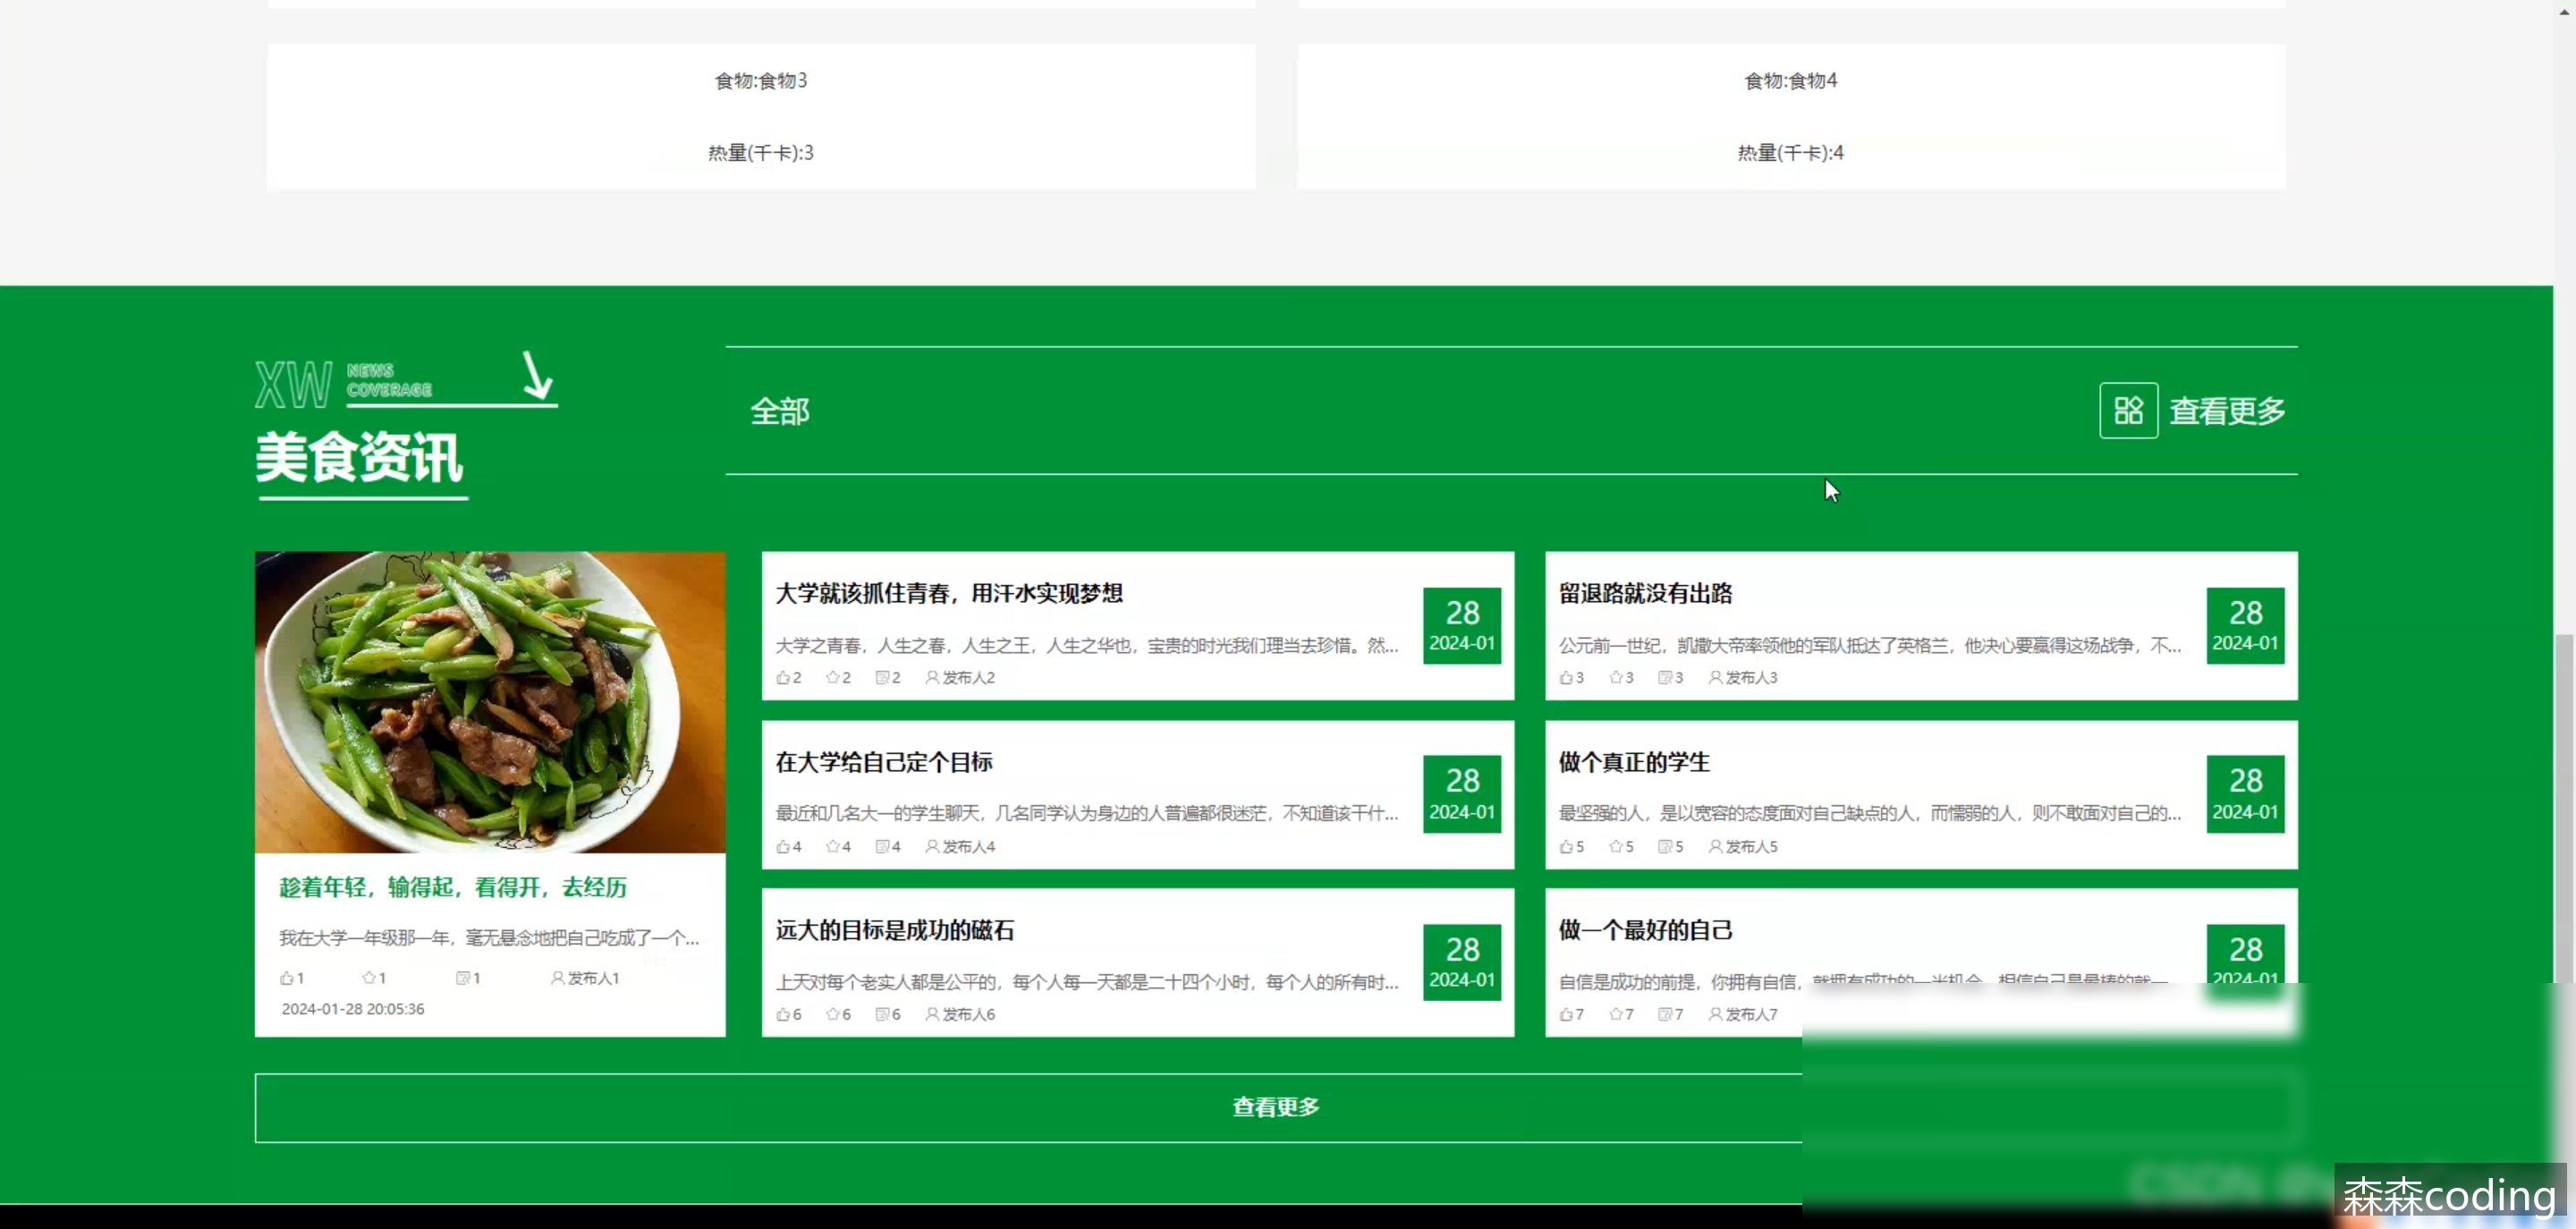 食物:食物3
热量(千卡):3
食物:食物4
热量(千卡):4
XW NEWS COVERAGE
美食资讯
全部
查看更多
趁着年轻，输得起，看得开，去经历
我在大学一年级那一年，毫无悬念地把自己吃成了一个...
1 1 1 发布人1
2024-01-28 20:05:36
大学就该抓住青春，用汗水实现梦想
大学之青春，人生之春，人生之王，人生之华也，宝贵的时光我们理当去珍惜。然...
2 2 2 发布人2
28
2024-01
留退路就没有出路
公元前一世纪，凯撒大帝率领他的军队抵达了英格兰，他决心要赢得这场战争，不...
3 3 3 发布人3
28
2024-01
在大学给自己定个目标
最近和几名大一的学生聊天，几名同学认为身边的人普遍都很迷茫，不知道该干什...
4 4 4 发布人4
28
2024-01
做个真正的学生
最坚强的人，是以宽容的态度面对自己缺点的人，而懦弱的人，则不敢面对自己的...
5 5 5 发布人5
28
2024-01
远大的目标是成功的磁石
上天对每个老实人都是公平的，每个人每一天都是二十四个小时，每个人的所有时...
6 6 6 发布人6
28
2024-01
做一个最好的自己
自信是成功的前提，你拥有自信，就拥有成功的一半机会。相信自己是最棒的就一
7 7 7 发布人7
28
2024-01
查看更多
森森coding